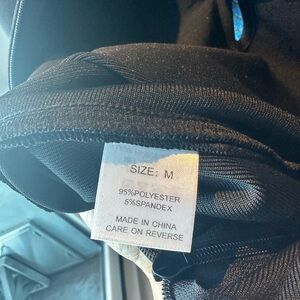 SIZE: M
95%POLYESTER
5%SPANDEX
MADE IN CHINA
CARE ON REVERSE